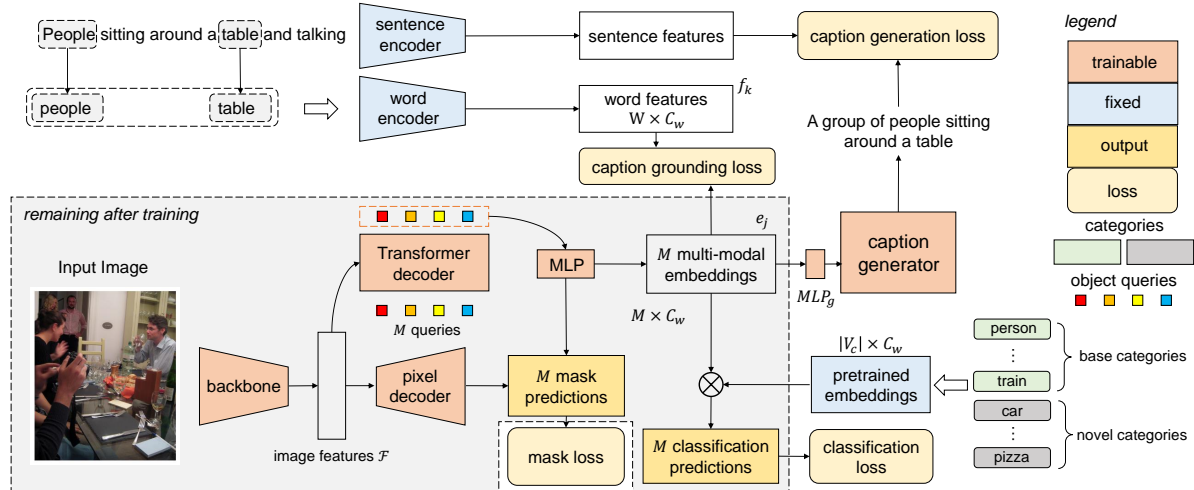 People sitting around a table and talking
people
table
sentence
encoder
sentence features
caption generation loss
word
encoder
word features
W × C_w
f_k
caption grounding loss
A group of people sitting
around a table
legend
trainable
fixed
output
loss
categories
object queries
remaining after training
Input Image
Transformer
decoder
M queries
MLP
e_j
M multi-modal
embeddings
M × C_w
MLP_g
caption
generator
backbone
image features ℱ
pixel
decoder
M mask
predictions
mask loss
|V_c| × C_w
pretrained
embeddings
M classification
predictions
classification
loss
person
⋮
train
base categories
car
⋮
pizza
novel categories